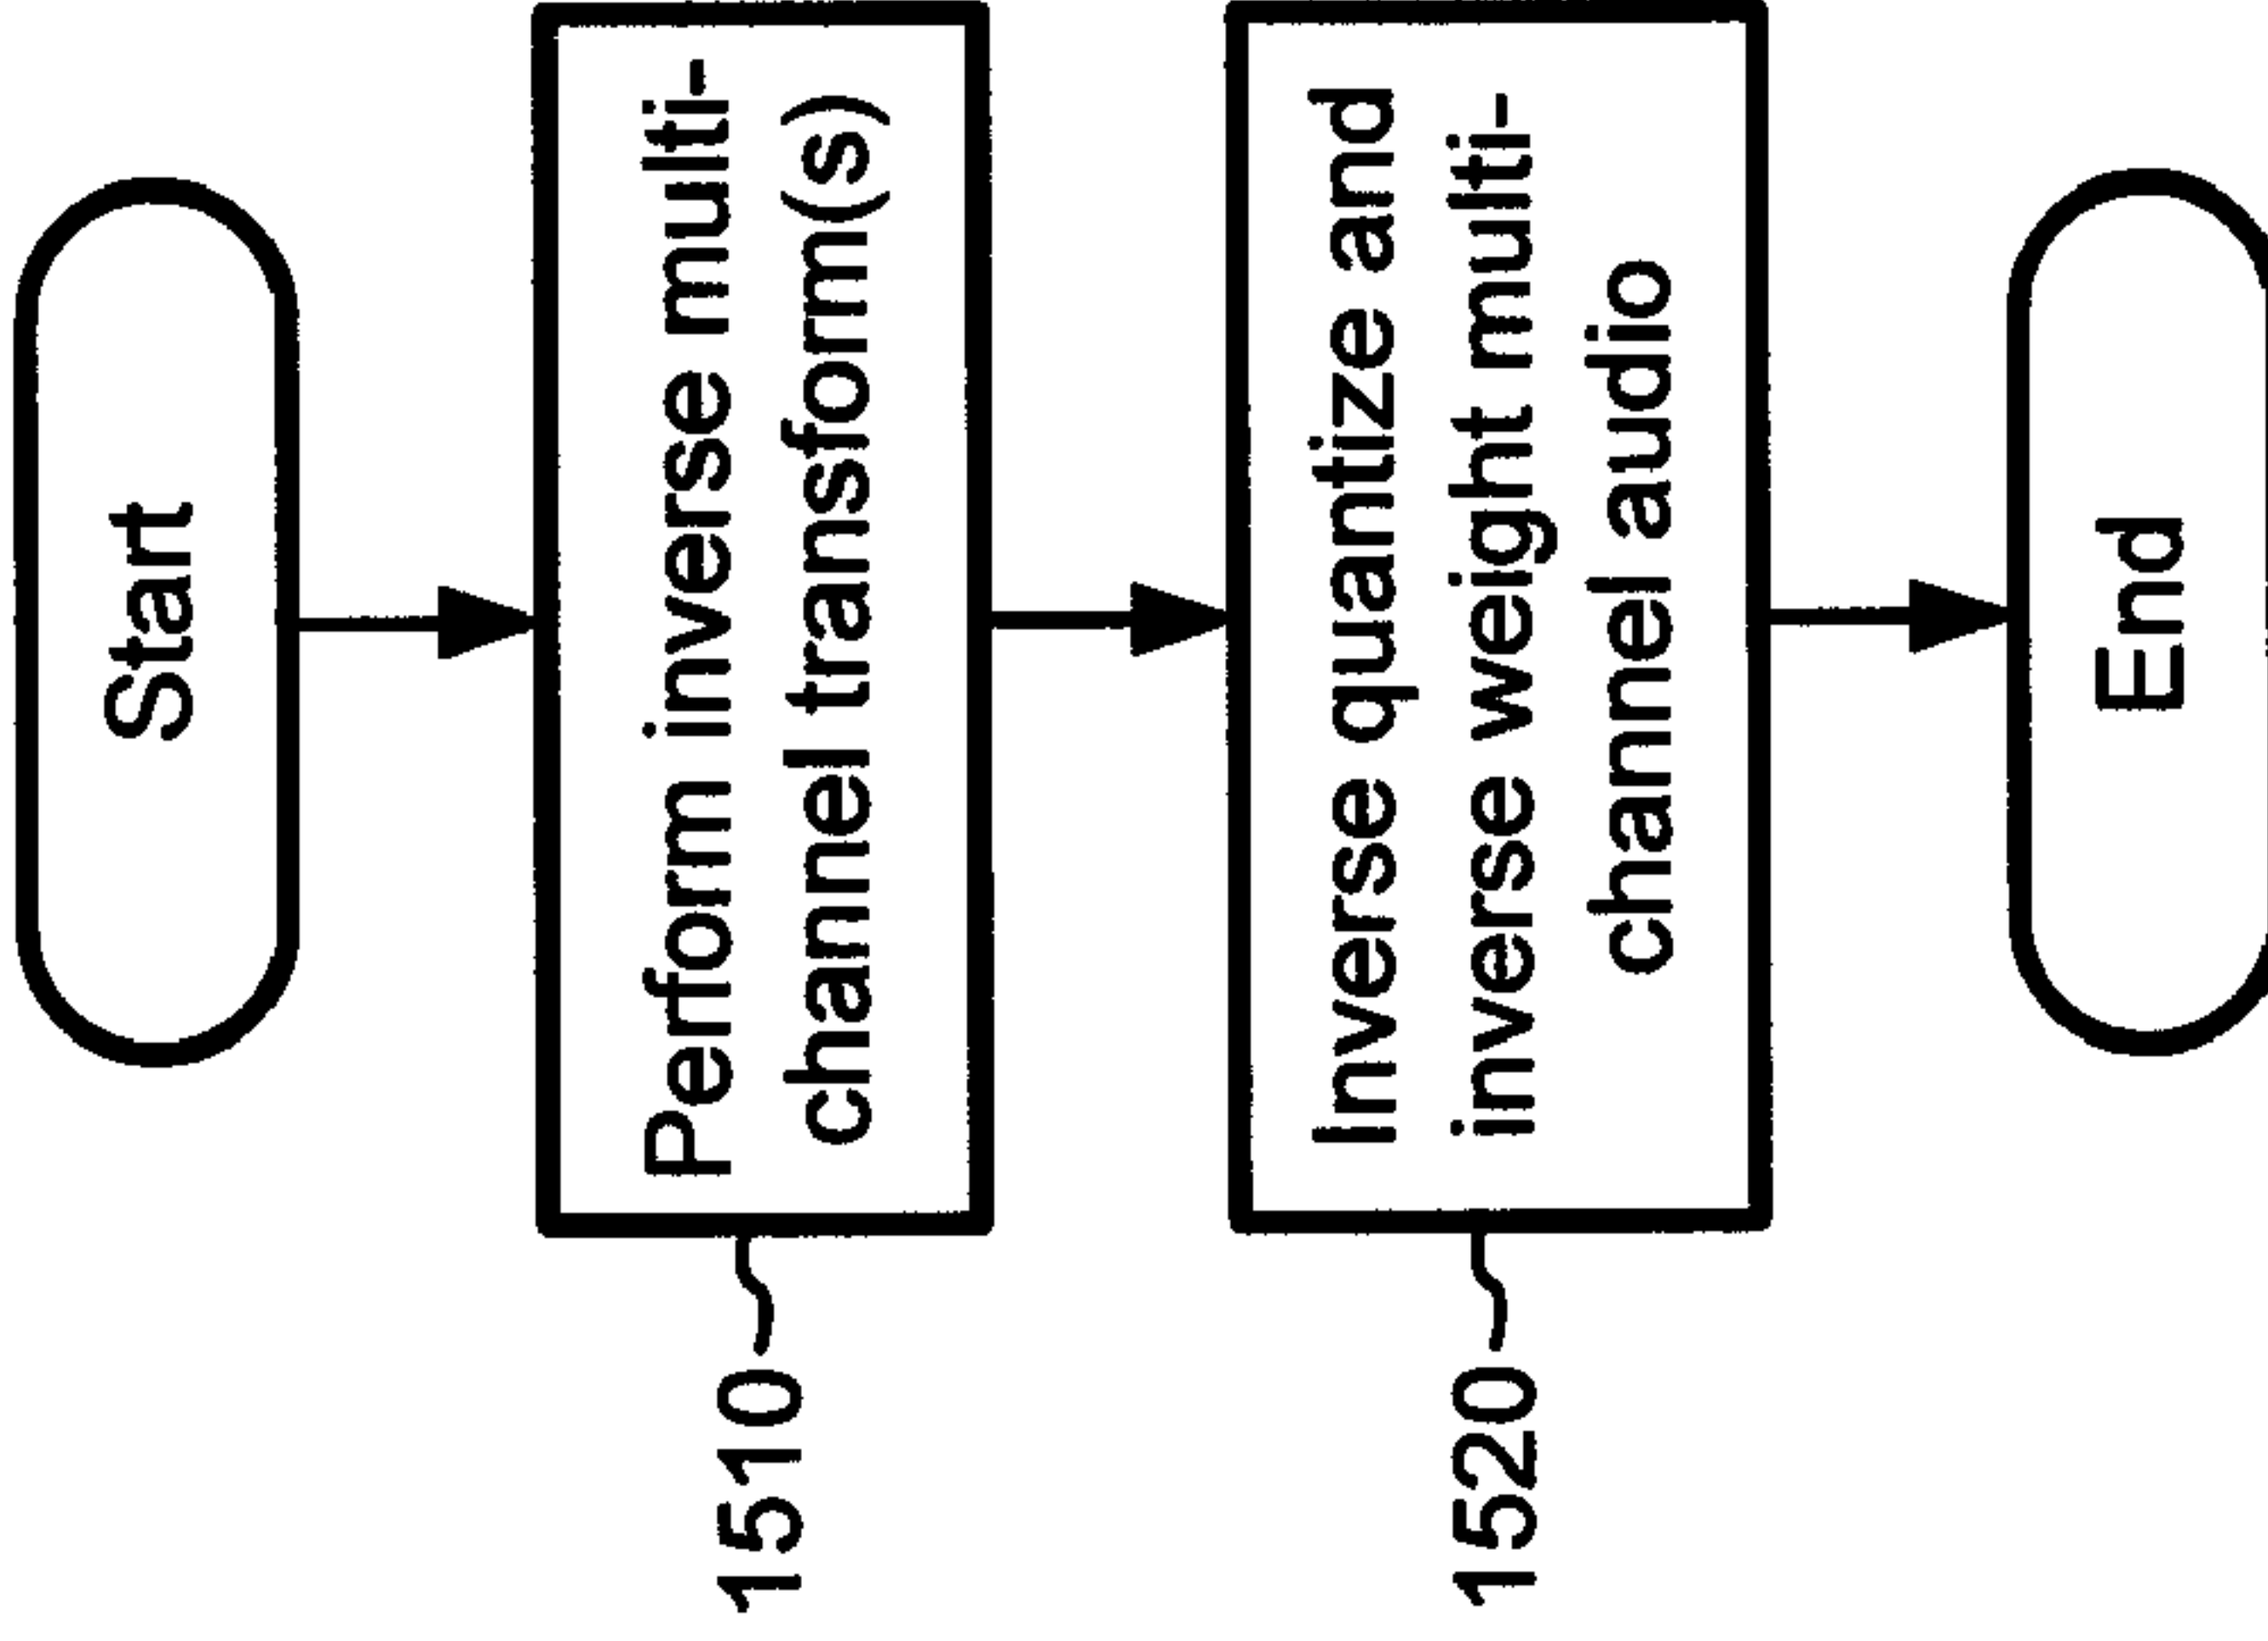 Start
Perform inverse multi-
channel transform(s)
1510
Inverse quantize and
inverse weight multi-
channel audio
1520
End